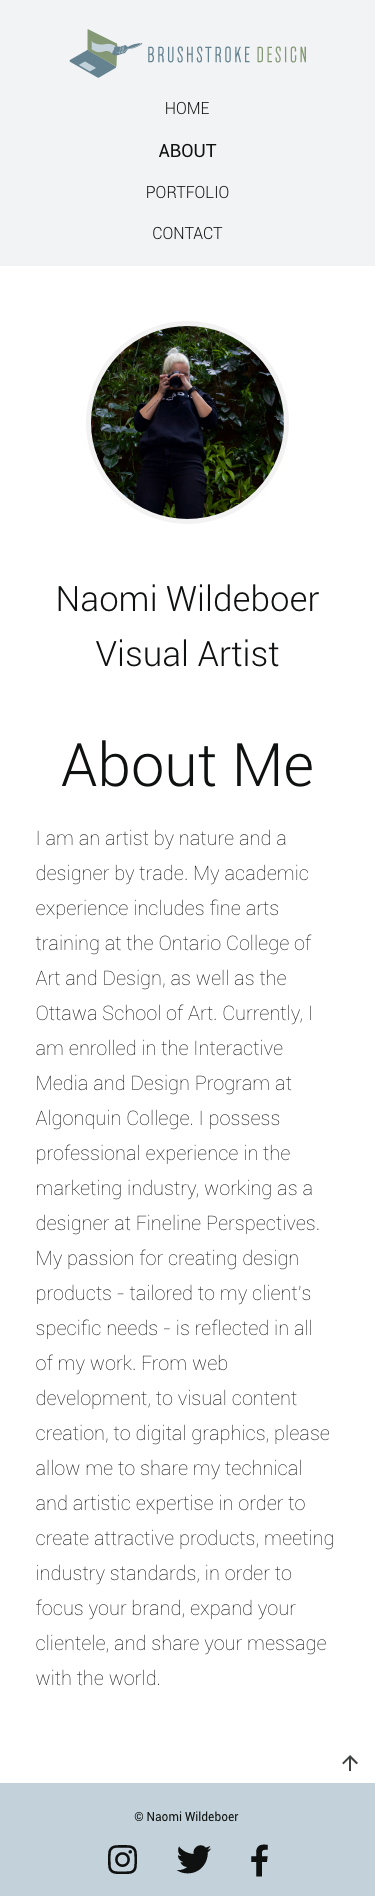 BRUSHSTROKE DESIGN
HOME
ABOUT
PORTFOLIO
CONTACT
Naomi Wildeboer
Visual Artist
About Me
I am an artist by nature and a
designer by trade. My academic
experience includes fine arts
training at the Ontario College of
Art and Design, as well as the
Ottawa School of Art. Currently, I
am enrolled in the Interactive
Media and Design Program at
Algonquin College. I possess
professional experience in the
marketing industry, working as a
designer at Fineline Perspectives.
My passion for creating design
products - tailored to my client's
specific needs - is reflected in all
of my work. From web
development, to visual content
creation, to digital graphics, please
allow me to share my technical
and artistic expertise in order to
create attractive products, meeting
industry standards, in order to
focus your brand, expand your
clientele, and share your message
with the world.
© Naomi Wildeboer